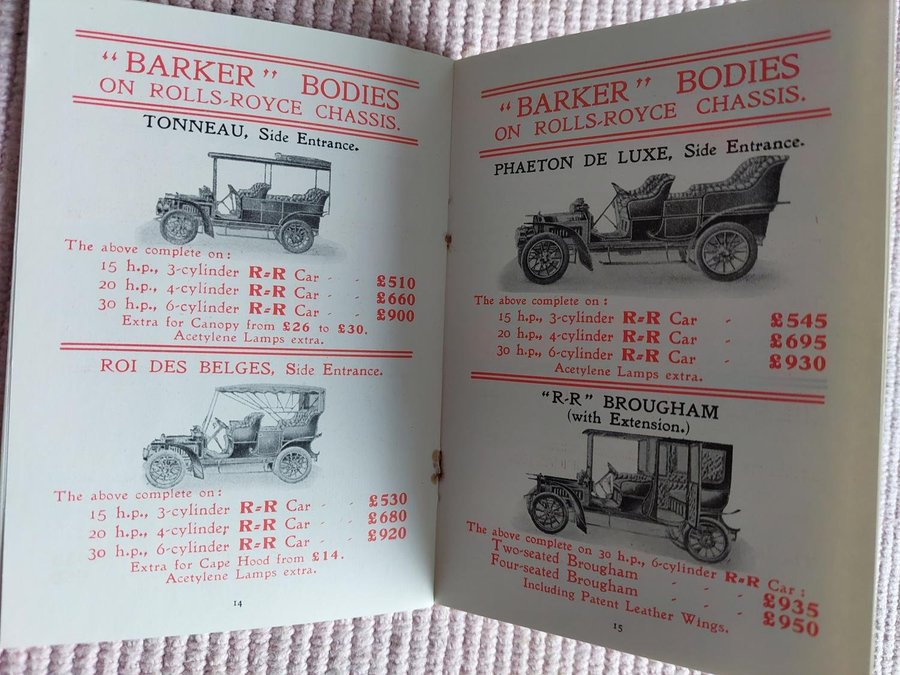 "BARKER" BODIES
ON ROLLS-ROYCE CHASSIS.
TONNEAU, Side Entrance.
The above complete on:
15 h.p., 3-cylinder R=R Car - - £510
20 h.p., 4-cylinder R=R Car - - £660
30 h.p., 6-cylinder R=R Car - - £900
Extra for Canopy from £26 to £30.
Acetylene Lamps extra.
ROI DES BELGES, Side Entrance.
The above complete on:
15 h.p., 3-cylinder R=R Car - - £530
20 h.p., 4-cylinder R=R Car - - £680
30 h.p., 6-cylinder R=R Car - - £920
Extra for Cape Hood from £14.
Acetylene Lamps extra.
14
"BARKER" BODIES
ON ROLLS-ROYCE CHASSIS.
PHAETON DE LUXE, Side Entrance.
The above complete on:
15 h.p., 3-cylinder R=R Car - £545
20 h.p., 4-cylinder R=R Car - £695
30 h.p., 6-cylinder R=R Car - £930
Acetylene Lamps extra.
"R-R" BROUGHAM
(with Extension.)
The above complete on 30 h.p., 6-cylinder R=R Car:
Two-seated Brougham - - - £935
Four-seated Brougham - - - £950
Including Patent Leather Wings.
15